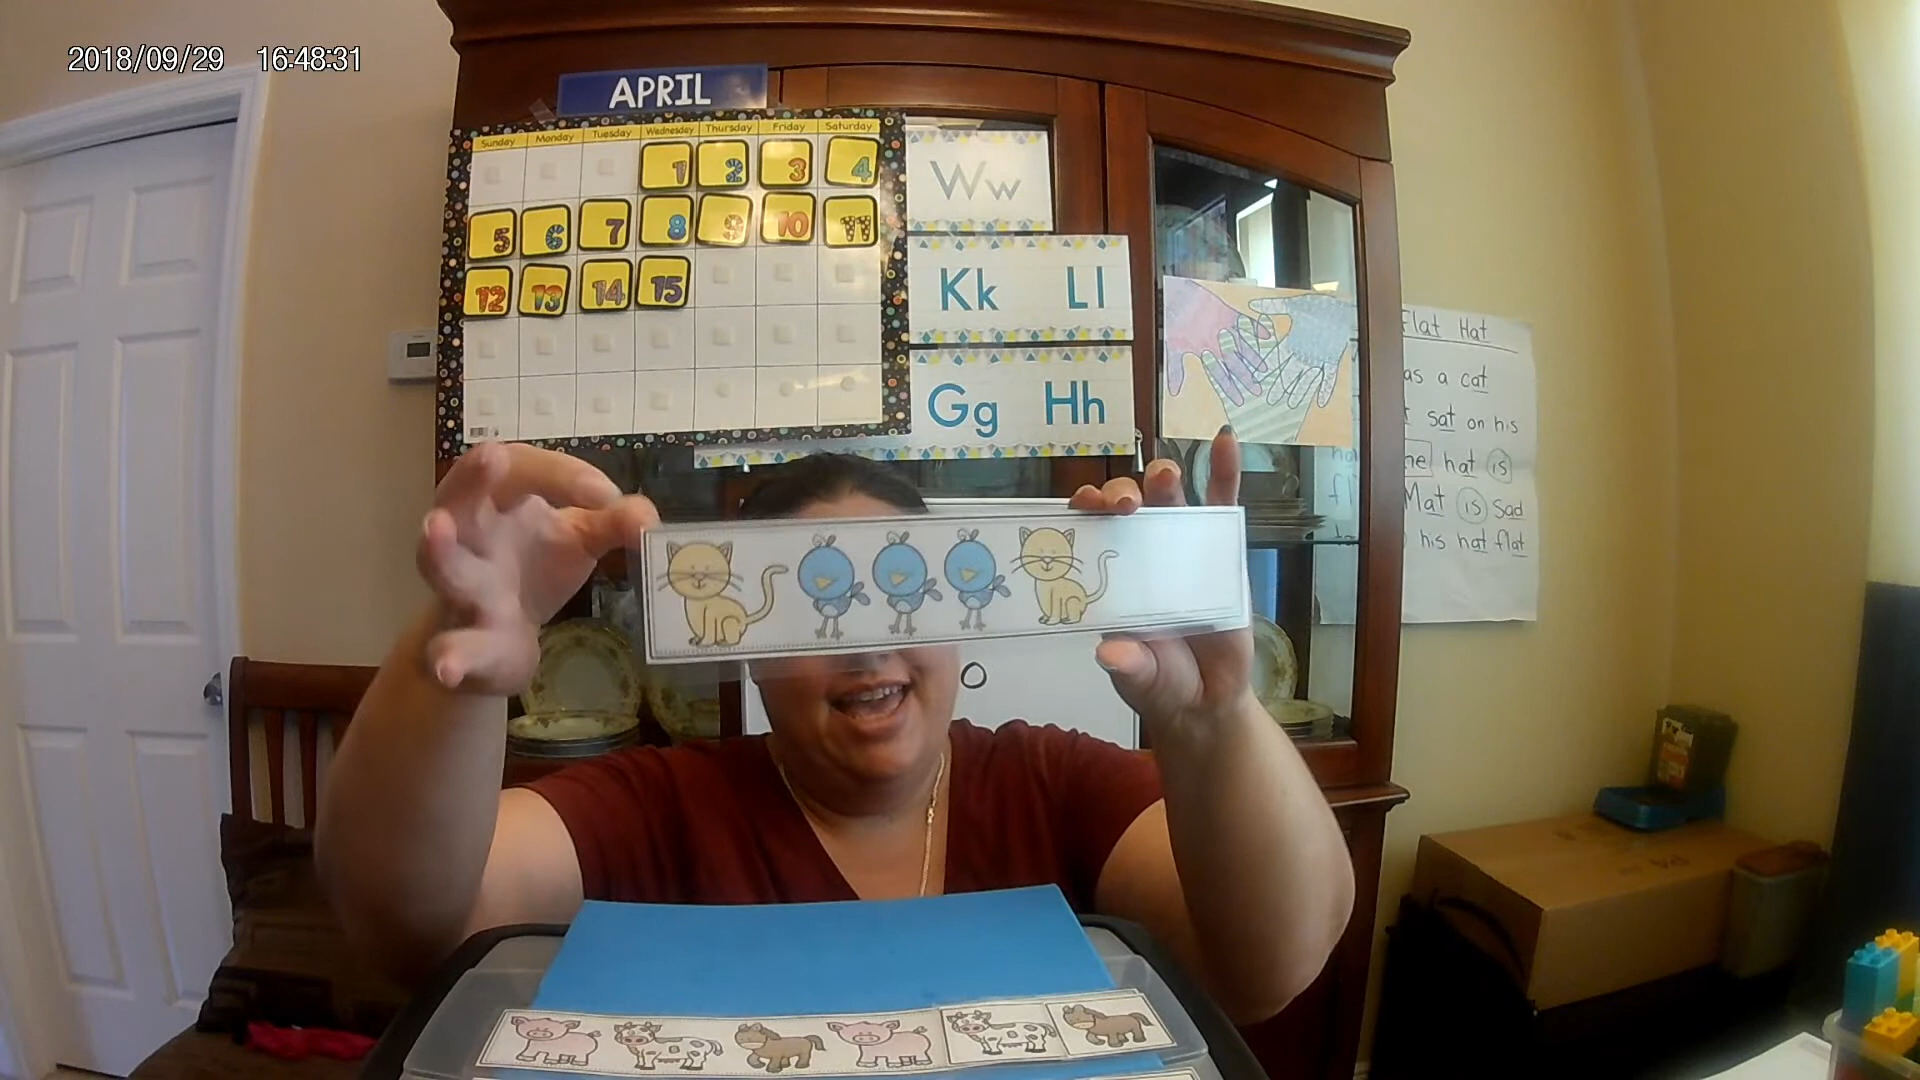 2018/09/29 16:48:31
APRIL
Sunday Monday Tuesday Wednesday Thursday Friday Saturday
1 2 3 4
5 6 7 8 9 10 11
12 13 14 15
Ww
Kk Ll
Gg Hh
Flat Hat
as a cat
sat on his
hat is
Mat is sad
his hat flat
O